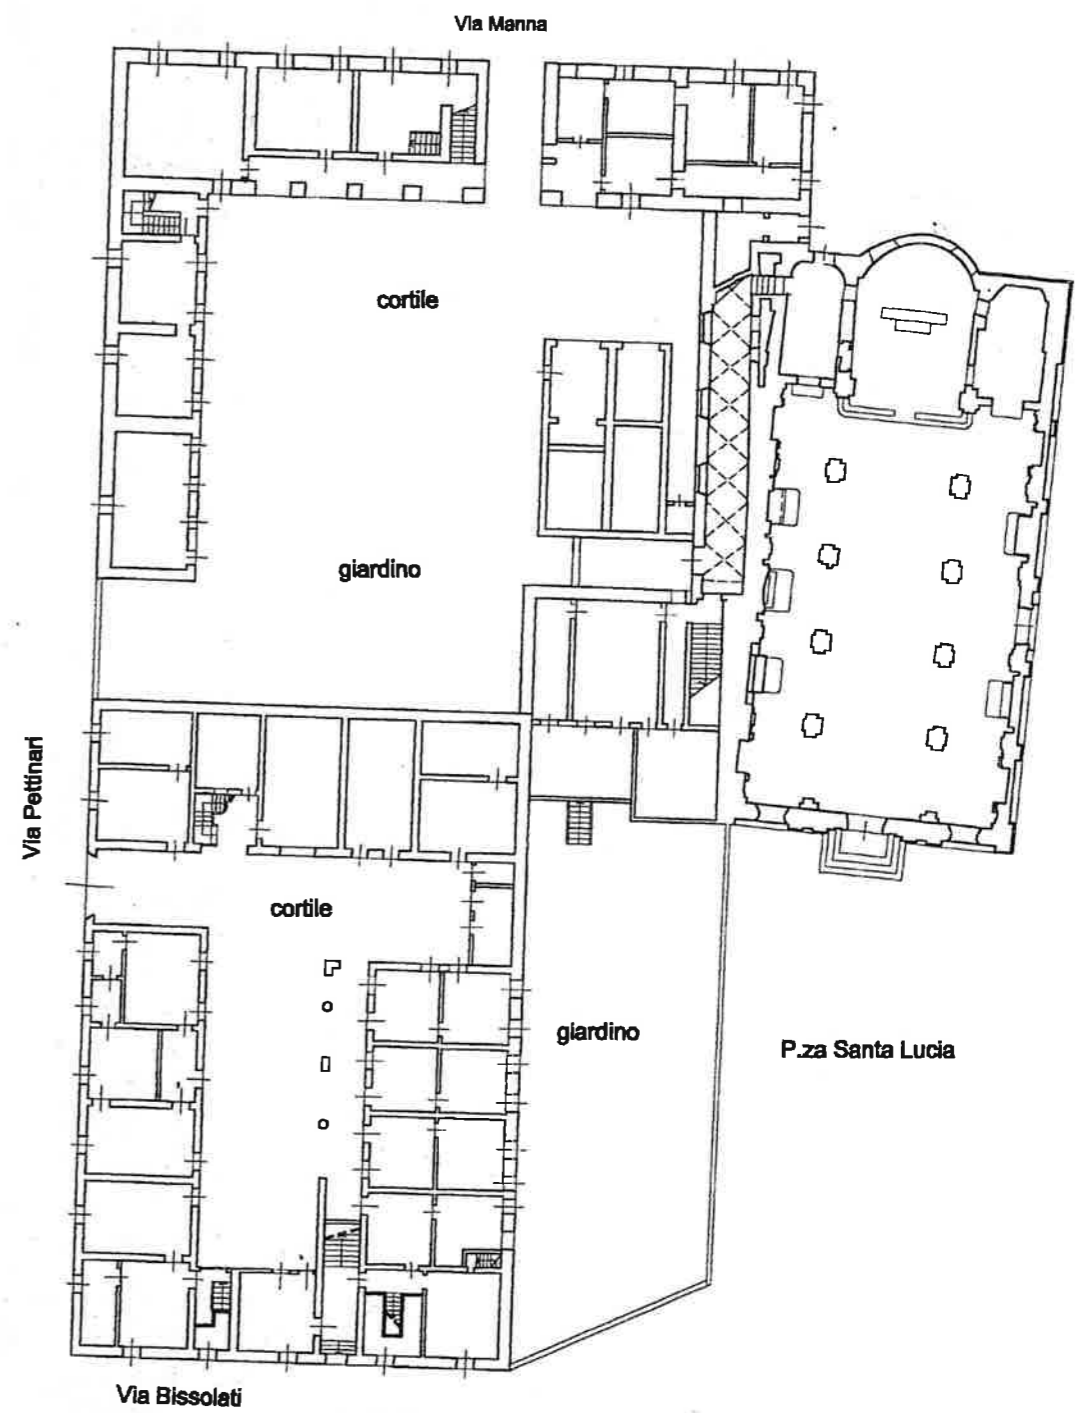 Via Manna
cortile
giardino
Via Pettinari
cortile
giardino
P.za Santa Lucia
Via Bissolati